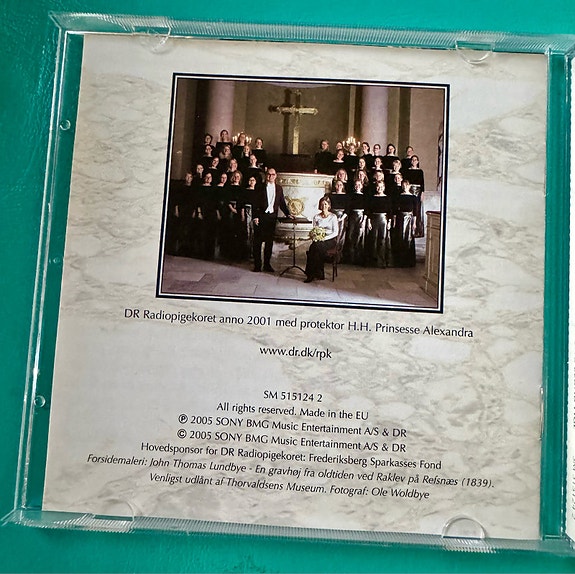 DR Radiopigekoret anno 2001 med protektor H.H. Prinsesse Alexandra
www.dr.dk/rpk
SM 515124 2
All rights reserved. Made in the EU
℗ 2005 SONY BMG Music Entertainment A/S & DR
© 2005 SONY BMG Music Entertainment A/S & DR
Hovedsponsor for DR Radiopigekoret: Frederiksberg Sparkasses Fond
Forsidemaleri: John Thomas Lundbye - En gravhøj fra oldtiden ved Raklev på Refsnæs (1839).
Venligst udlånt af Thorvaldsens Museum. Fotograf: Ole Woldbye